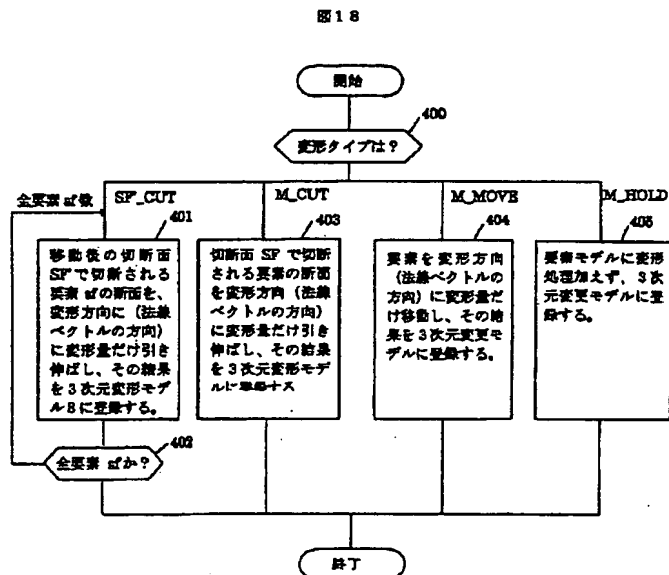 図18
開始
400
変形タイプは？
全要素 sf 数
SF_CUT
M_CUT
M_MOVE
M_HOLD
401
移動後の切断面
SFで切断される
要素 sfの断面を、
変形方向に（法線
ベクトルの方向）
に変形量だけ引き
伸ばし、その結果
を3次元変形モデ
ルBに登録する。
403
切断面 SF で切断
される要素の断面
を変形方向（法線
ベクトルの方向）
に変形量だけ引き
伸ばし、その結果
を3次元変形モデ
ルに登録する
404
要素を変形方向
（法線ベクトルの
方向）に変形量だ
け移動し、その結
果を3次元変更モ
デルに登録する。
405
要素モデルに変形
処理加えず、3次
元変更モデルに登
録する。
402
全要素 sfか？
終了